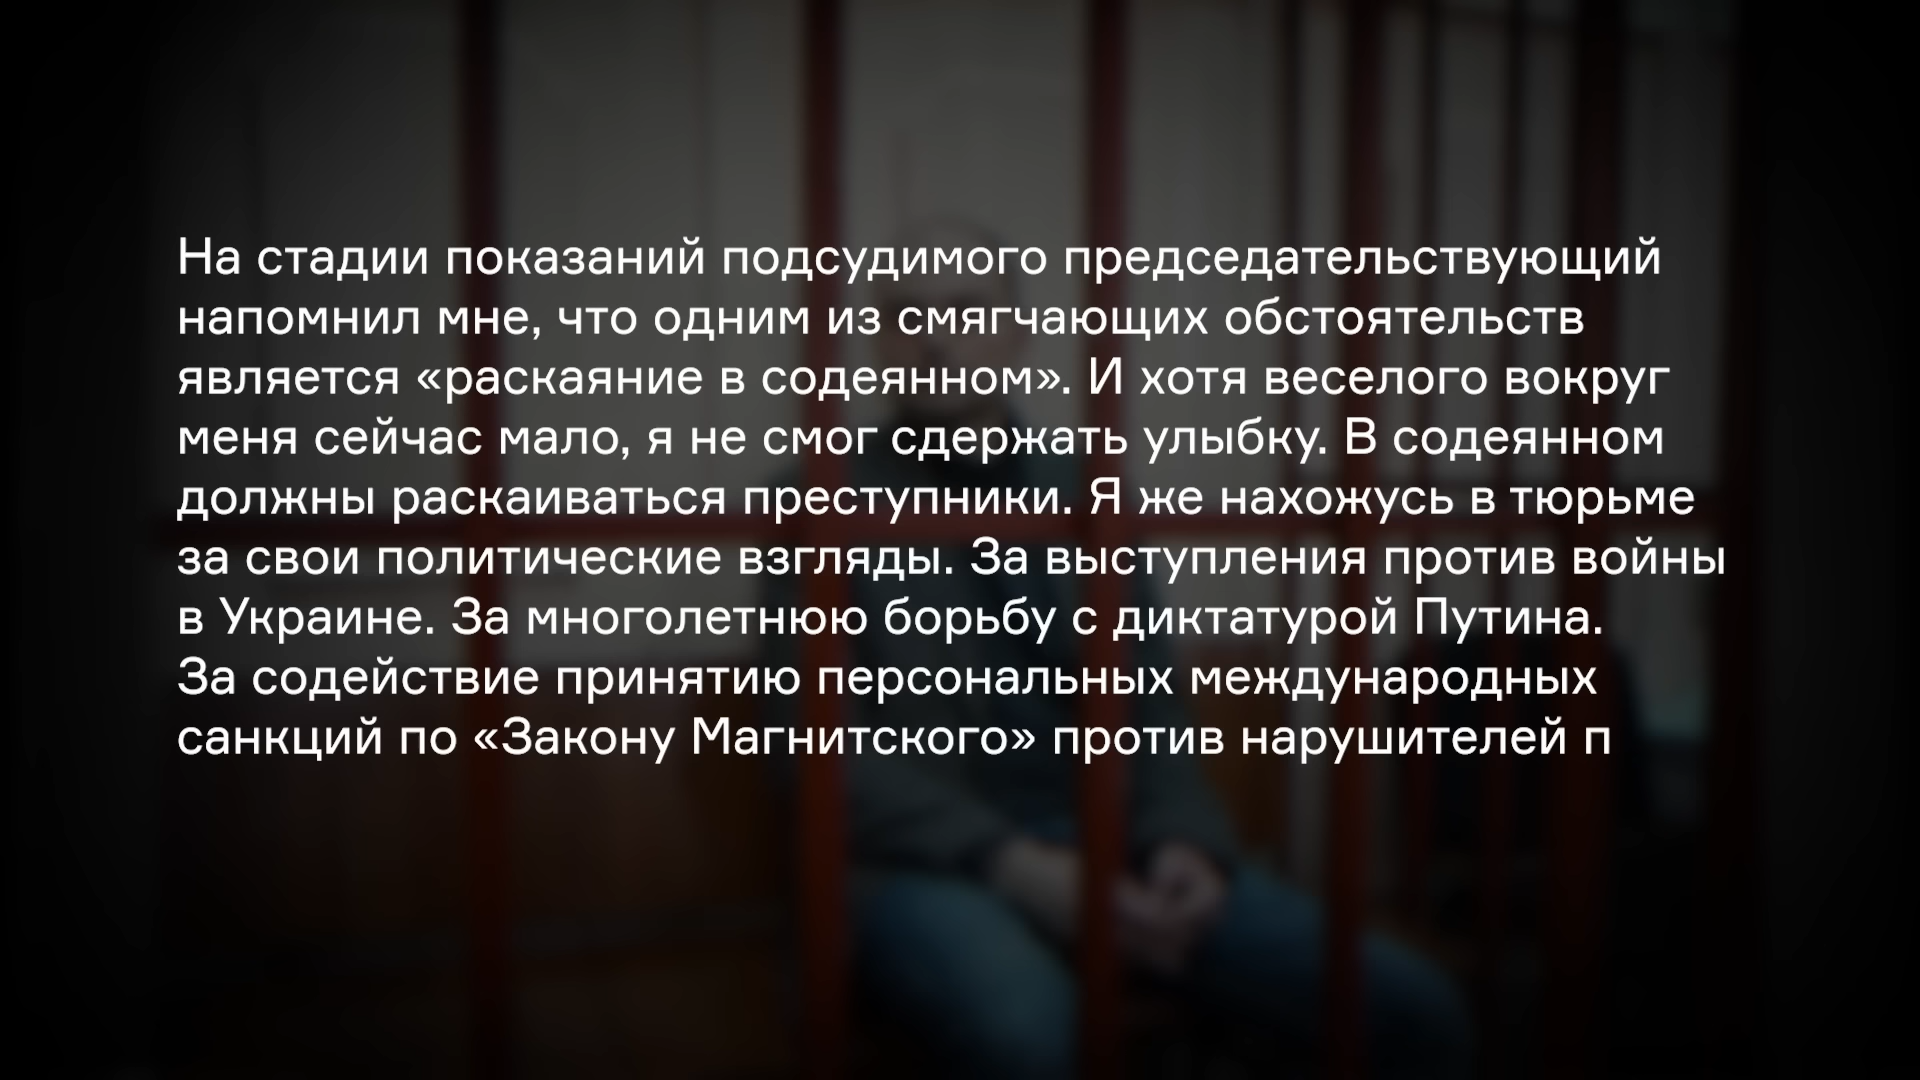 На стадии показаний подсудимого председательствующий
напомнил мне, что одним из смягчающих обстоятельств
является «раскаяние в содеянном». И хотя веселого вокруг
меня сейчас мало, я не смог сдержать улыбку. В содеянном
должны раскаиваться преступники. Я же нахожусь в тюрьме
за свои политические взгляды. За выступления против войны
в Украине. За многолетнюю борьбу с диктатурой Путина.
За содействие принятию персональных международных
санкций по «Закону Магнитского» против нарушителей п